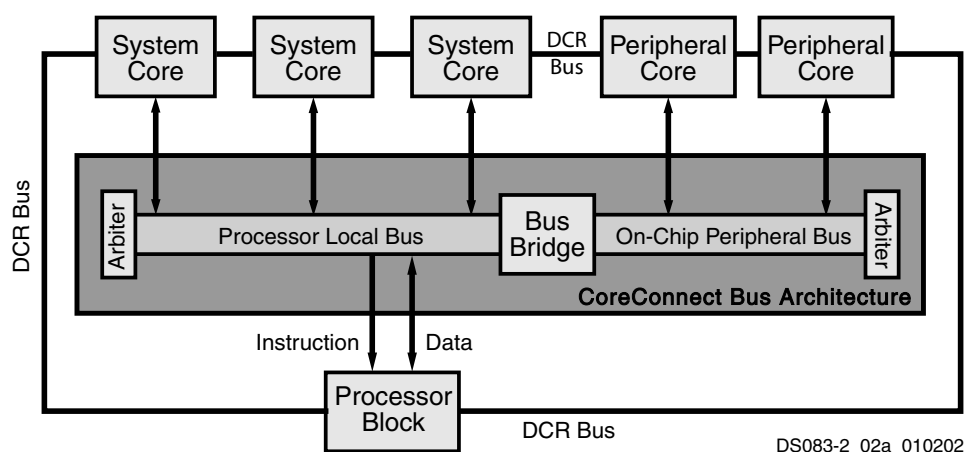 System
Core
System
Core
System
Core
DCR
Bus
Peripheral
Core
Peripheral
Core
DCR Bus
Arbiter
Processor Local Bus
Bus
Bridge
On-Chip Peripheral Bus
Arbiter
CoreConnect Bus Architecture
Instruction
Data
Processor
Block
DCR Bus
DS083-2_02a_010202